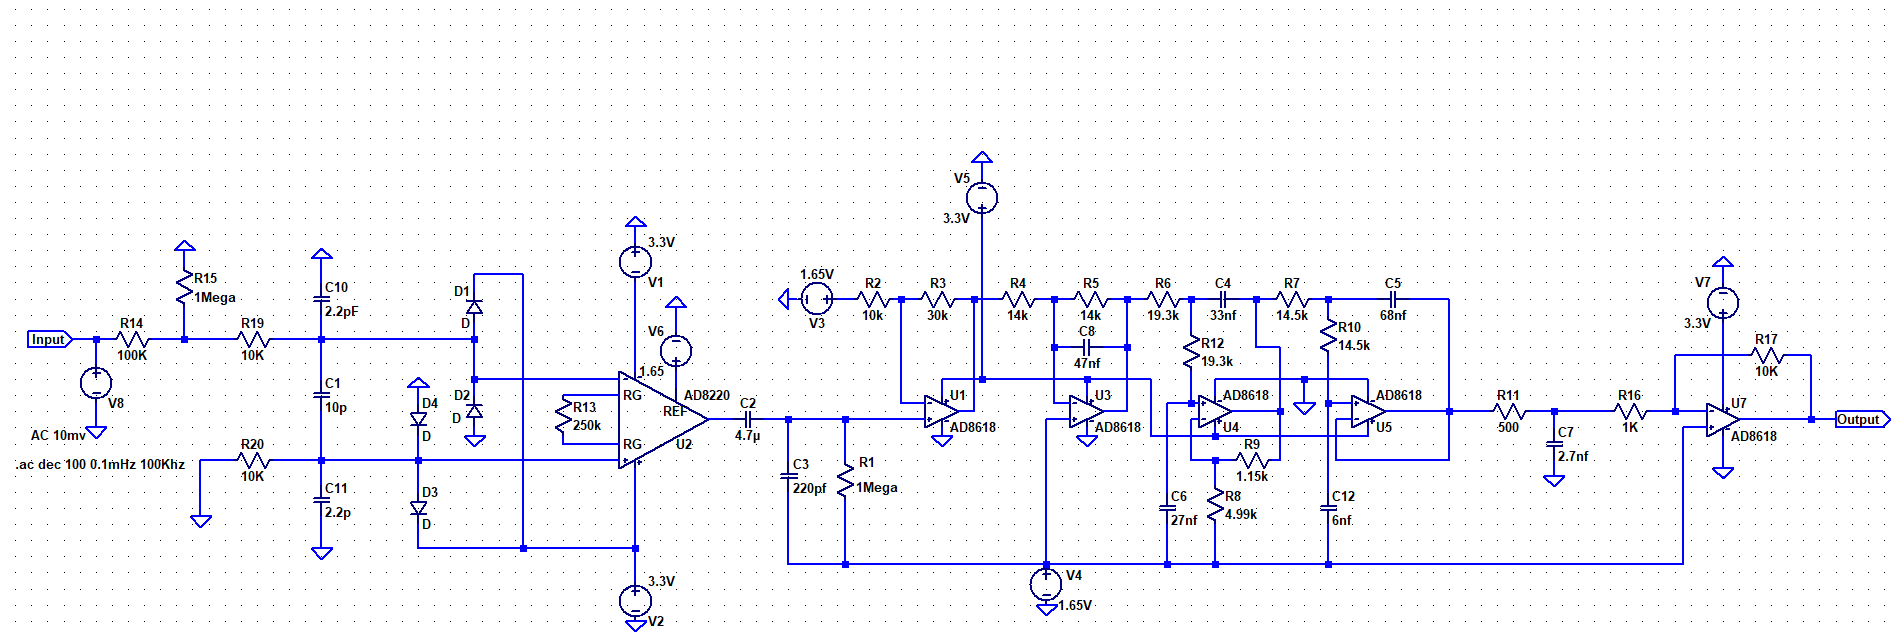 V5
3.3V
3.3V
V1
1.65V
V3
R2
10k
R3
30k
R4
14k
R5
14k
C8
47nf
R6
19.3k
C4
33nf
R7
14.5k
C5
68nf
V7
3.3V
R15
1Mega
C10
2.2pF
D1
D
V6
1.65
Input
R14
100K
R19
10K
R12
19.3k
R10
14.5k
R17
10K
V8
AC 10mv
C1
10p
D4
D
D2
D
RG
REF
AD8220
R13
250k
RG
U2
C2
4.7µ
U1
AD8618
U3
AD8618
AD8618
U4
U5
R11
500
R16
1K
U7
AD8618
Output
.ac dec 100 0.1mHz 100Khz
R20
10K
C11
2.2p
D3
D
C3
220pf
R1
1Mega
R9
1.15k
C6
27nf
R8
4.99k
C12
6nf
C7
2.7nf
3.3V
V2
V4
1.65V